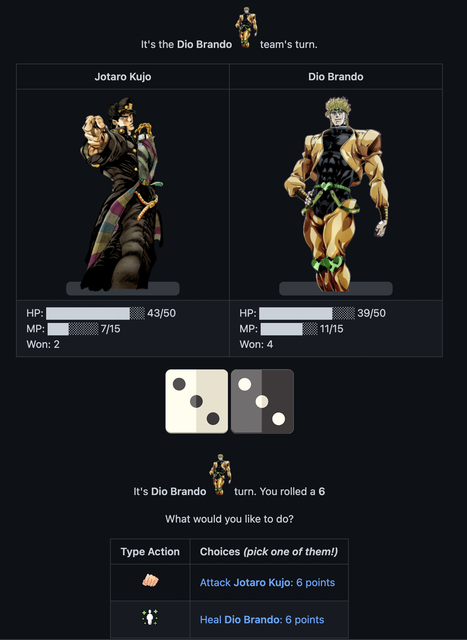 It's the Dio Brando team's turn.
Jotaro Kujo Dio Brando
HP: 43/50 HP: 39/50
MP: 7/15 MP: 11/15
Won: 2 Won: 4
It's Dio Brando turn. You rolled a 6
What would you like to do?
Type Action Choices (pick one of them!)
Attack Jotaro Kujo: 6 points
Heal Dio Brando: 6 points